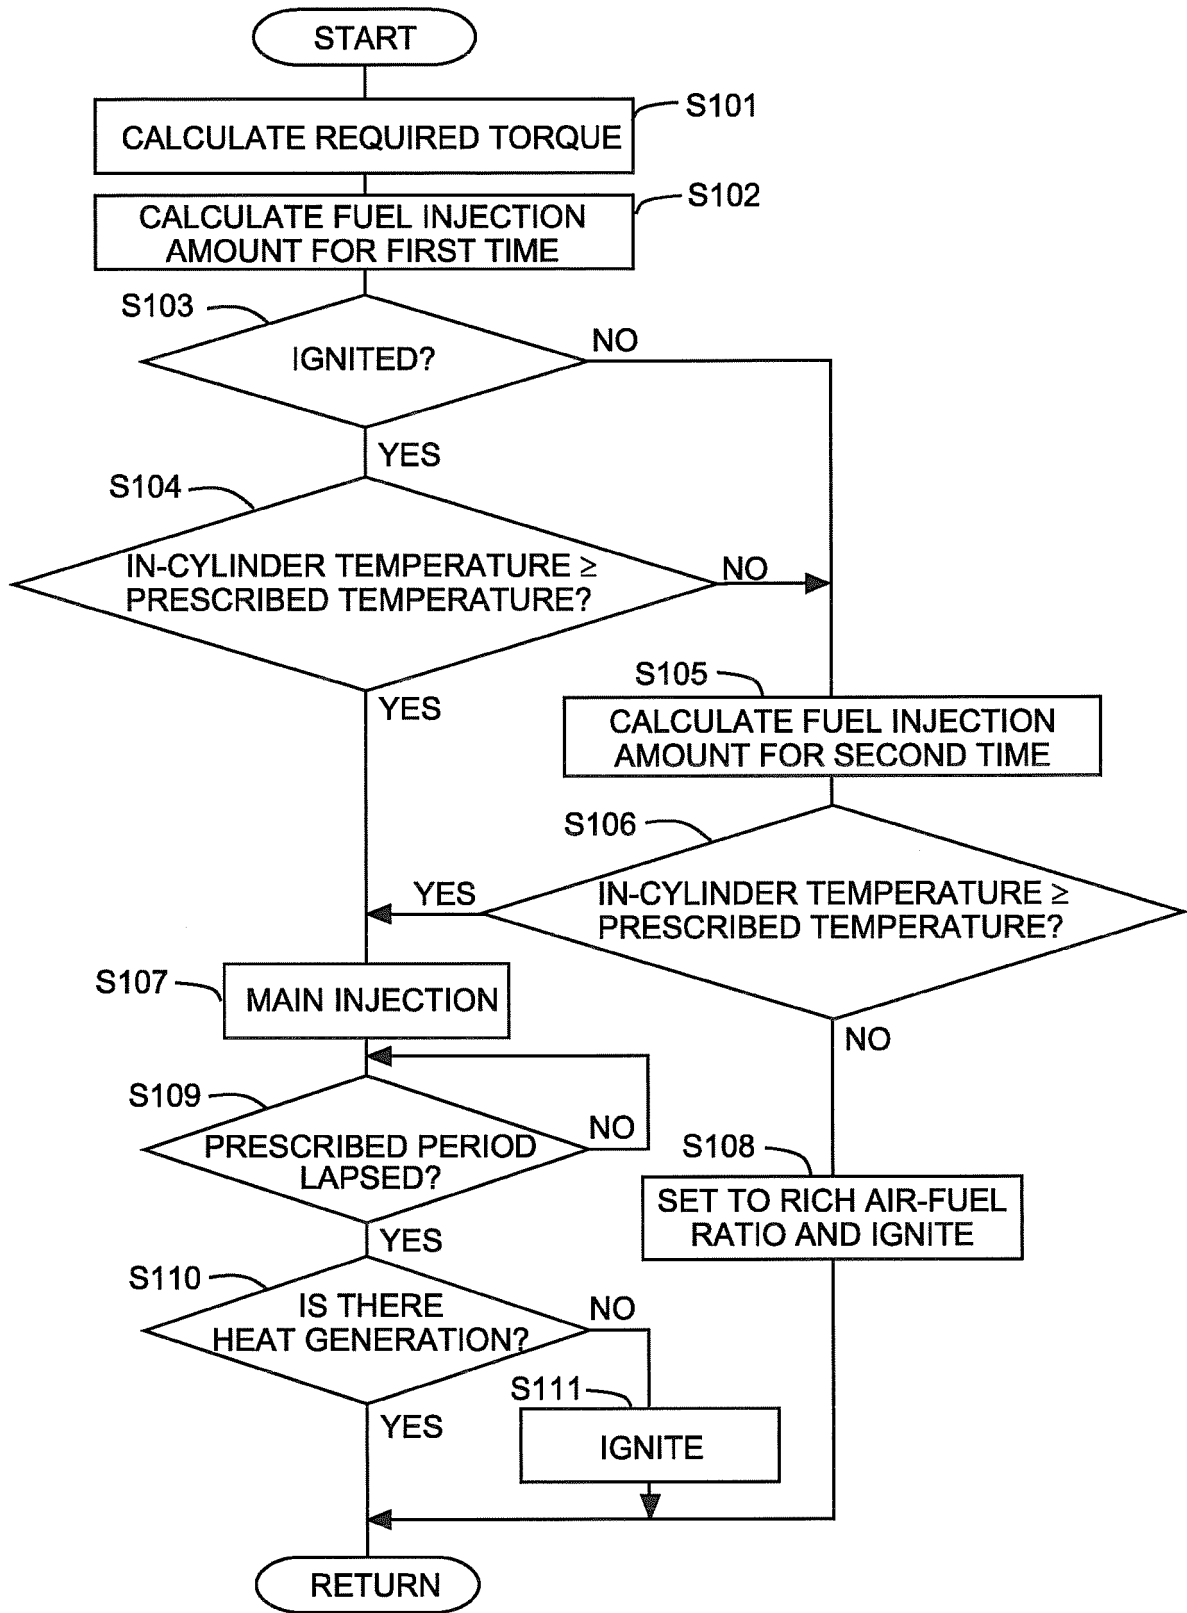 START
S101
CALCULATE REQUIRED TORQUE
S102
CALCULATE FUEL INJECTION
AMOUNT FOR FIRST TIME
S103
IGNITED?
NO
YES
S104
IN-CYLINDER TEMPERATURE ≥
PRESCRIBED TEMPERATURE?
NO
YES
S105
CALCULATE FUEL INJECTION
AMOUNT FOR SECOND TIME
S106
IN-CYLINDER TEMPERATURE ≥
PRESCRIBED TEMPERATURE?
YES
NO
S107
MAIN INJECTION
S109
PRESCRIBED PERIOD
LAPSED?
NO
YES
S108
SET TO RICH AIR-FUEL
RATIO AND IGNITE
S110
IS THERE
HEAT GENERATION?
NO
YES
S111
IGNITE
RETURN